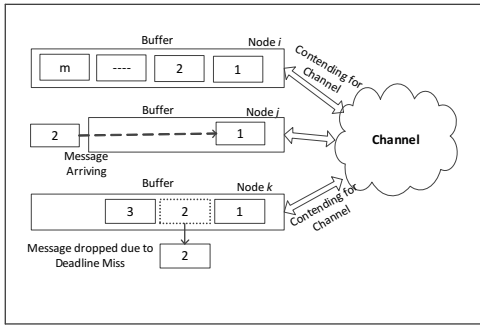 Buffer Node i
m ---- 2 1
Contending for
Channel
Buffer Node j
2 1
Message
Arriving
Channel
Buffer Node k
3 2 1
Contending for
Channel
Message dropped due to
Deadline Miss
2